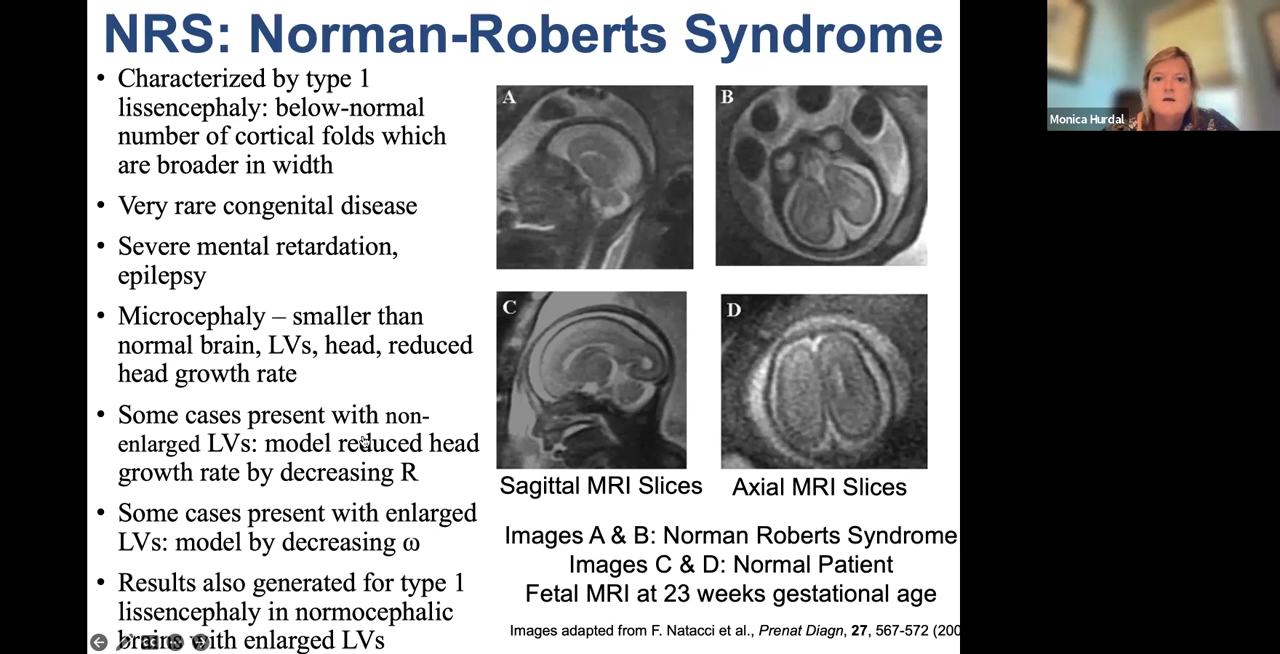 NRS: Norman-Roberts Syndrome
• Characterized by type 1
lissencephaly: below-normal
number of cortical folds which
are broader in width
• Very rare congenital disease
• Severe mental retardation,
epilepsy
• Microcephaly – smaller than
normal brain, LVs, head, reduced
head growth rate
• Some cases present with non-
enlarged LVs: model reduced head
growth rate by decreasing R
• Some cases present with enlarged
LVs: model by decreasing ω
• Results also generated for type 1
lissencephaly in normocephalic
brains with enlarged LVs
A
B
C
D
Sagittal MRI Slices
Axial MRI Slices
Images A & B: Norman Roberts Syndrome
Images C & D: Normal Patient
Fetal MRI at 23 weeks gestational age
Images adapted from F. Natacci et al., Prenat Diagn, 27, 567-572 (200
Monica Hurdal